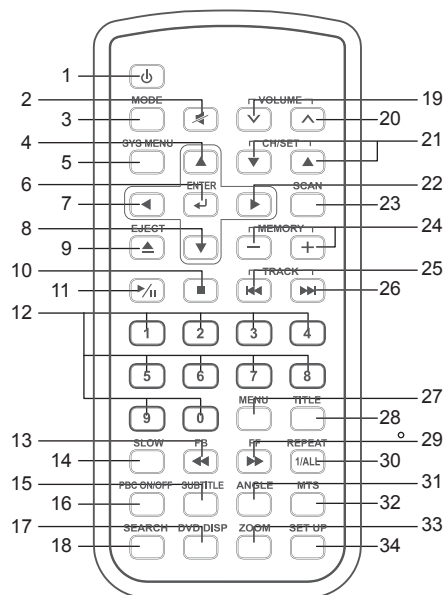 1
MODE
2
VOLUME
19
3
20
4
SYS MENU
CH/SET
21
5
6
ENTER
SCAN
22
7
23
8
EJECT
MEMORY
24
9
10
TRACK
25
11
26
12
1 2 3 4
5 6 7 8
MENU TITLE
27
9 0
28
13
SLOW FB FF REPEAT
29
14
1/ALL
30
15
PBC ON/OFF SUBTITLE ANGLE MTS
31
16
32
17
SEARCH DVD DISP ZOOM SET UP
33
18
34